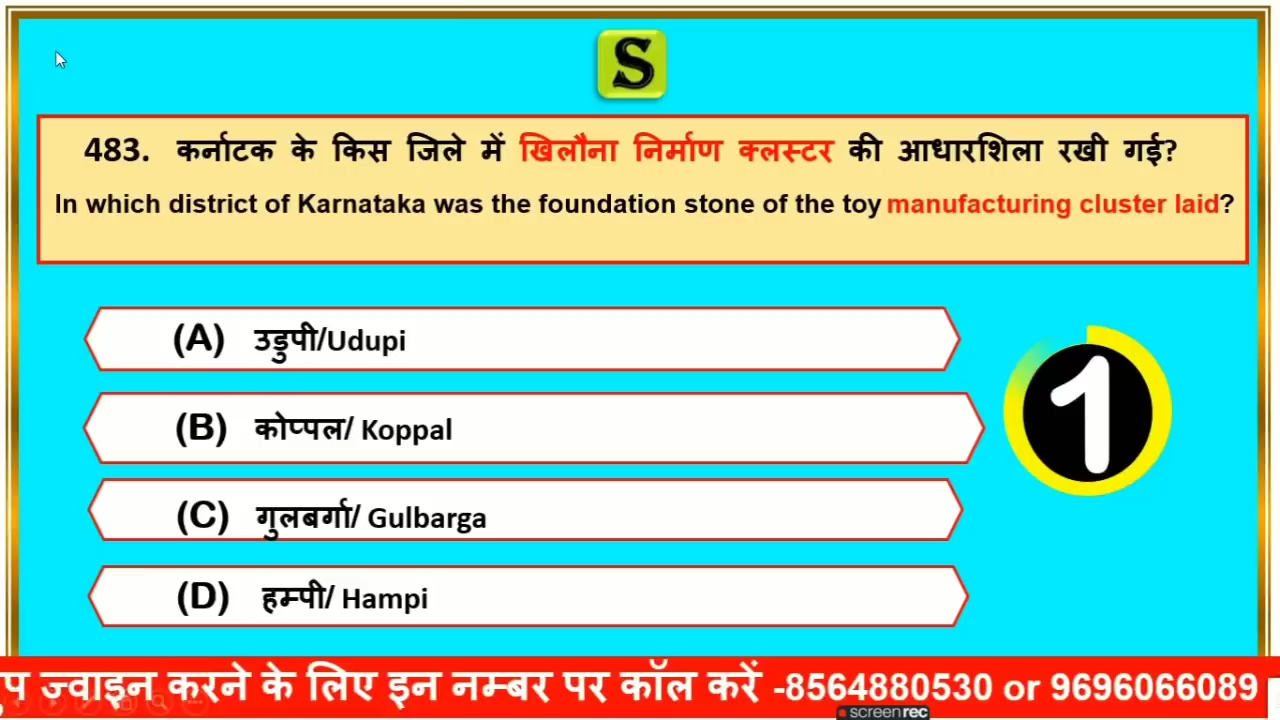 S
483. कर्नाटक के किस जिले में खिलौना निर्माण क्लस्टर की आधारशिला रखी गई?
In which district of Karnataka was the foundation stone of the toy manufacturing cluster laid?
(A) उडुपी/Udupi
(B) कोप्पल/ Koppal
1
(C) गुलबर्गा/ Gulbarga
(D) हम्पी/ Hampi
ज्वाइन करने के लिए इन नम्बर पर कॉल करें -8564880530 or 9696066089
screenrec